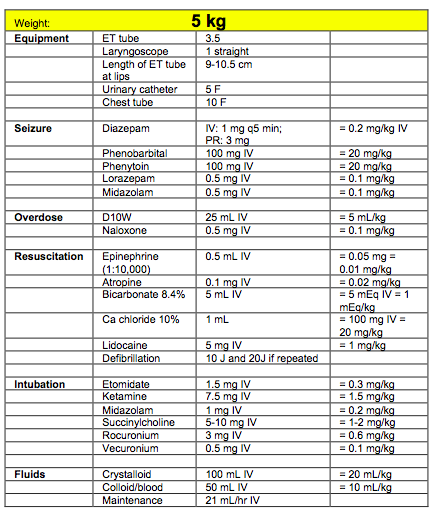 Weight: 5 kg
Equipment ET tube 3.5
Laryngoscope 1 straight
Length of ET tube at lips 9-10.5 cm
Urinary catheter 5 F
Chest tube 10 F
Seizure Diazepam IV: 1 mg q5 min; PR: 3 mg = 0.2 mg/kg IV
Phenobarbital 100 mg IV = 20 mg/kg
Phenytoin 100 mg IV = 20 mg/kg
Lorazepam 0.5 mg IV = 0.1 mg/kg
Midazolam 0.5 mg IV = 0.1 mg/kg
Overdose D10W 25 mL IV = 5 mL/kg
Naloxone 0.5 mg IV = 0.1 mg/kg
Resuscitation Epinephrine (1:10,000) 0.5 mL IV = 0.05 mg = 0.01 mg/kg
Atropine 0.1 mg IV = 0.02 mg/kg
Bicarbonate 8.4% 5 mL IV = 5 mEq IV = 1 mEq/kg
Ca chloride 10% 1 mL = 100 mg IV = 20 mg/kg
Lidocaine 5 mg IV = 1 mg/kg
Defibrillation 10 J and 20J if repeated
Intubation Etomidate 1.5 mg IV = 0.3 mg/kg
Ketamine 7.5 mg IV = 1.5 mg/kg
Midazolam 1 mg IV = 0.2 mg/kg
Succinylcholine 5-10 mg IV = 1-2 mg/kg
Rocuronium 3 mg IV = 0.6 mg/kg
Vecuronium 0.5 mg IV = 0.1 mg/kg
Fluids Crystalloid 100 mL IV = 20 mL/kg
Colloid/blood 50 mL IV = 10 mL/kg
Maintenance 21 mL/hr IV